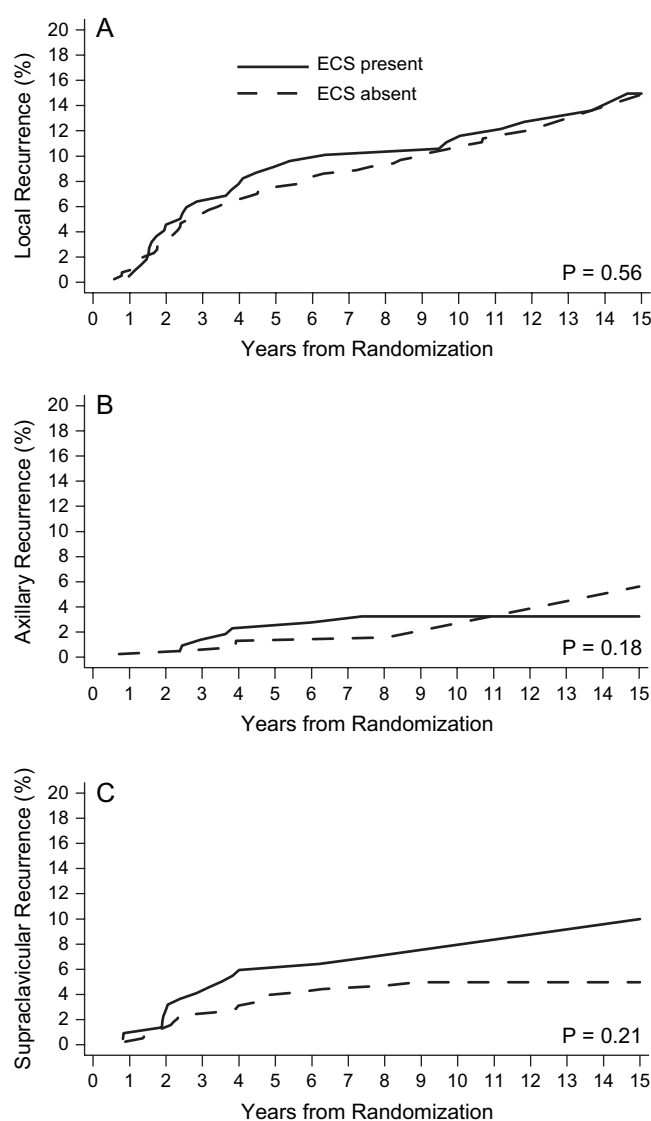 A
Local Recurrence (%)
20
18
16
14
12
10
8
6
4
2
0
ECS present
ECS absent
P = 0.56
0 1 2 3 4 5 6 7 8 9 10 11 12 13 14 15
Years from Randomization
B
Axillary Recurrence (%)
20
18
16
14
12
10
8
6
4
2
0
P = 0.18
0 1 2 3 4 5 6 7 8 9 10 11 12 13 14 15
Years from Randomization
C
Supraclavicular Recurrence (%)
20
18
16
14
12
10
8
6
4
2
0
P = 0.21
0 1 2 3 4 5 6 7 8 9 10 11 12 13 14 15
Years from Randomization